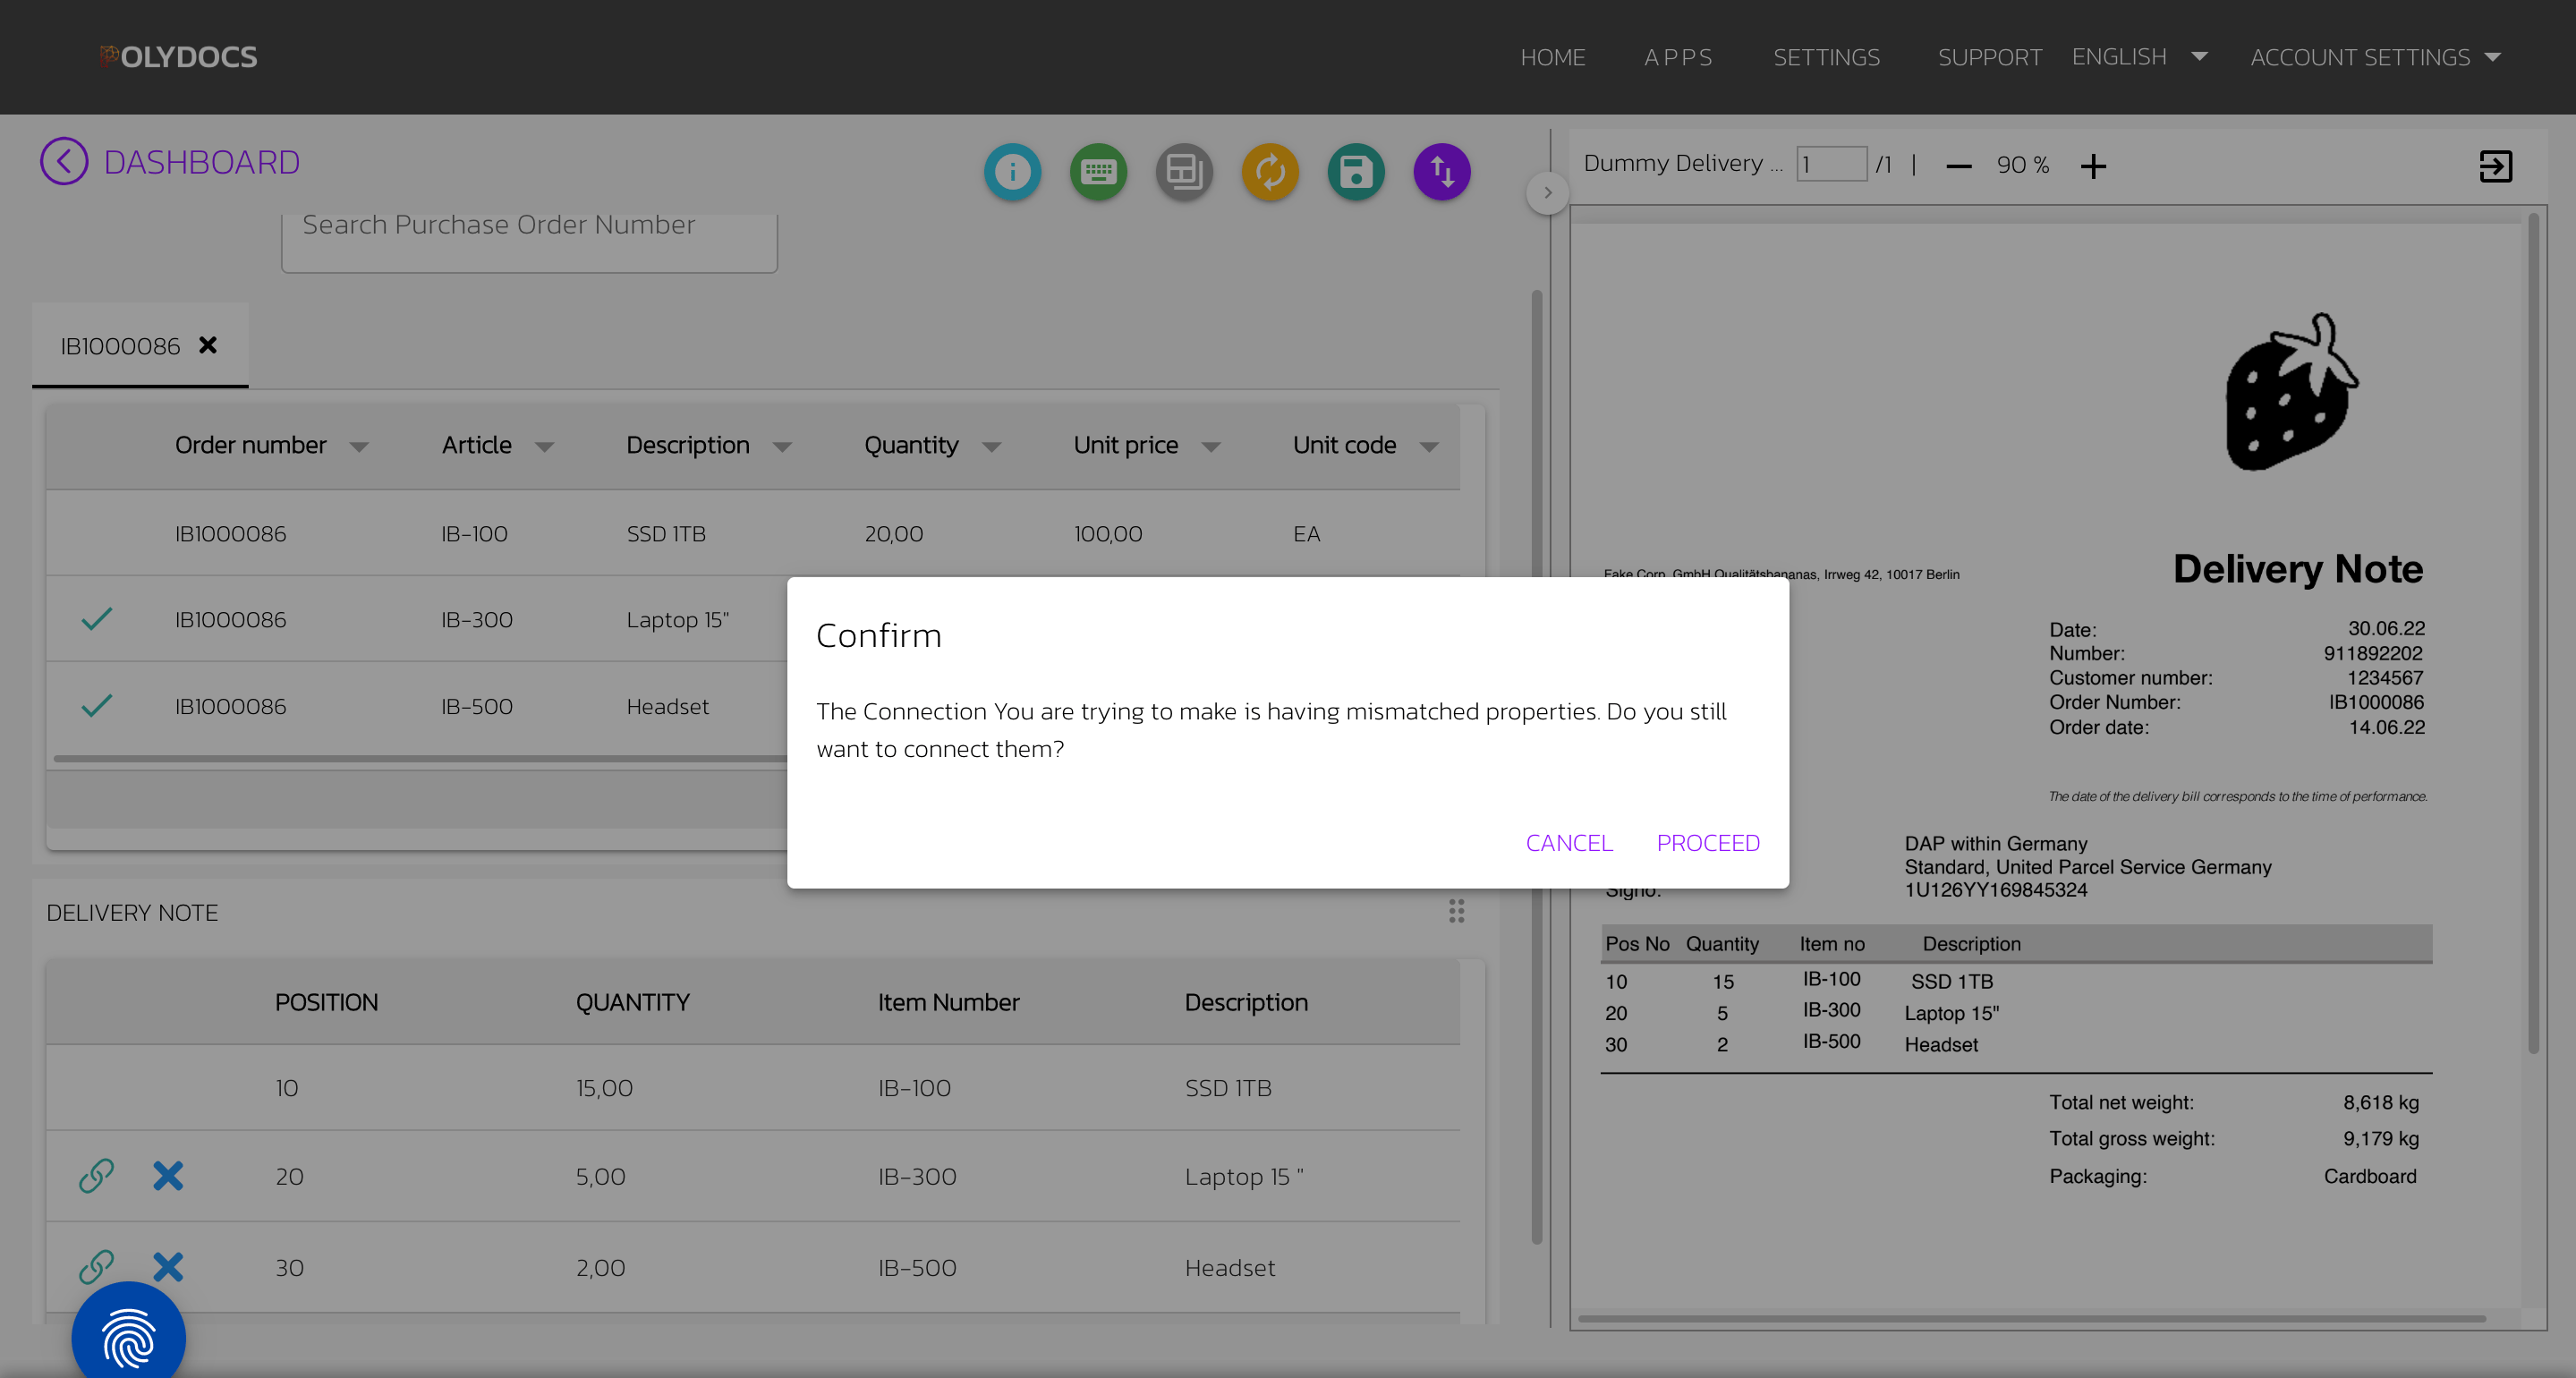 POLYDOCS
HOME APPS SETTINGS SUPPORT ENGLISH ACCOUNT SETTINGS
DASHBOARD
Search Purchase Order Number
IB1000086
Order number Article Description Quantity Unit price Unit code
IB1000086 IB-100 SSD 1TB 20,00 100,00 EA
IB1000086 IB-300 Laptop 15"
IB1000086 IB-500 Headset
Confirm
The Connection You are trying to make is having mismatched properties. Do you still
want to connect them?
CANCEL PROCEED
DELIVERY NOTE
POSITION QUANTITY Item Number Description
10 15,00 IB-100 SSD 1TB
20 5,00 IB-300 Laptop 15 "
30 2,00 IB-500 Headset
Dummy Delivery ... 1 /1 | 90 %
Fake Corp. GmbH Qualitätsbananas, Irrweg 42, 10017 Berlin
Delivery Note
Date: 30.06.22
Number: 911892202
Customer number: 1234567
Order Number: IB1000086
Order date: 14.06.22
The date of the delivery bill corresponds to the time of performance.
DAP within Germany
Standard, United Parcel Service Germany
Signo: 1U126YY169845324
Pos No Quantity Item no Description
10 15 IB-100 SSD 1TB
20 5 IB-300 Laptop 15"
30 2 IB-500 Headset
Total net weight: 8,618 kg
Total gross weight: 9,179 kg
Packaging: Cardboard